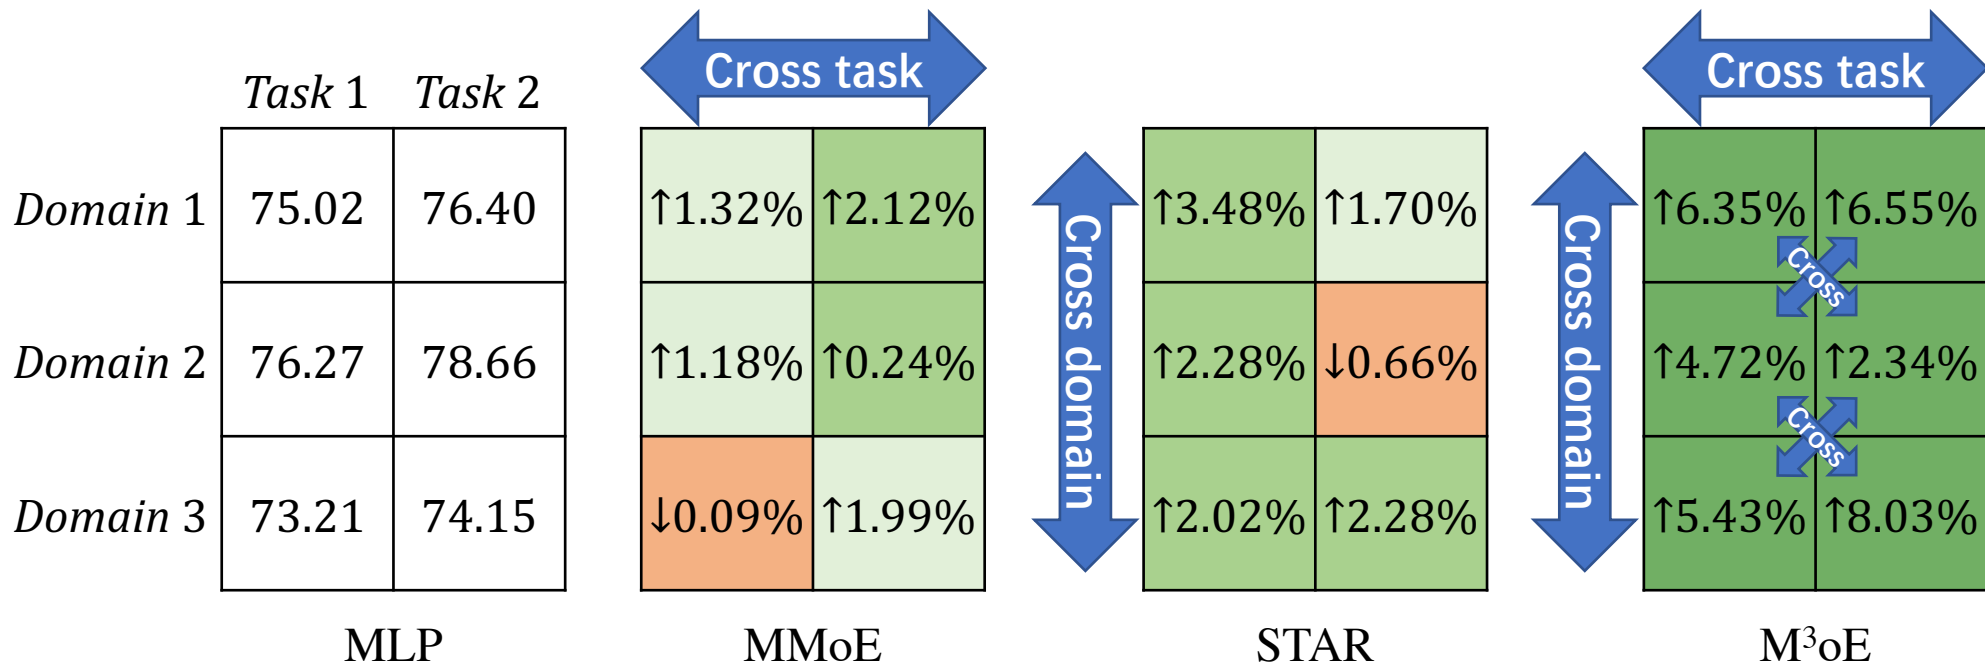 Cross task
Cross task
Task 1 Task 2
Domain 1 75.02 76.40 ↑1.32% ↑2.12% ↑3.48% ↑1.70% ↑6.35% ↑6.55%
Cross
Domain 2 76.27 78.66 ↑1.18% ↑0.24% Cross domain ↑2.28% ↓0.66% Cross domain ↑4.72% ↑2.34%
Cross
Domain 3 73.21 74.15 ↓0.09% ↑1.99% ↑2.02% ↑2.28% ↑5.43% ↑8.03%
MLP MMoE STAR M³oE